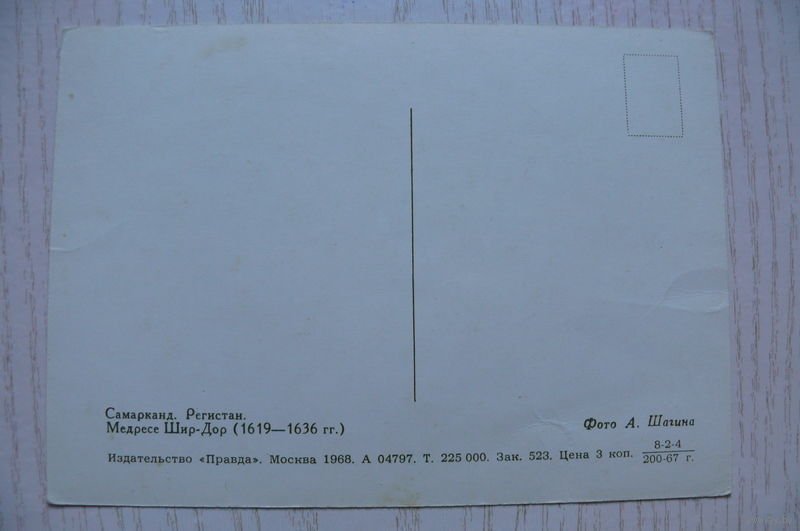 Самарканд. Регистан.
Медресе Шир-Дор (1619—1636 гг.)
Фото А. Шагина
Издательство «Правда». Москва 1968. А 04797. Т. 225 000. Зак. 523. Цена 3 коп. 8-2-4
200-67 г.